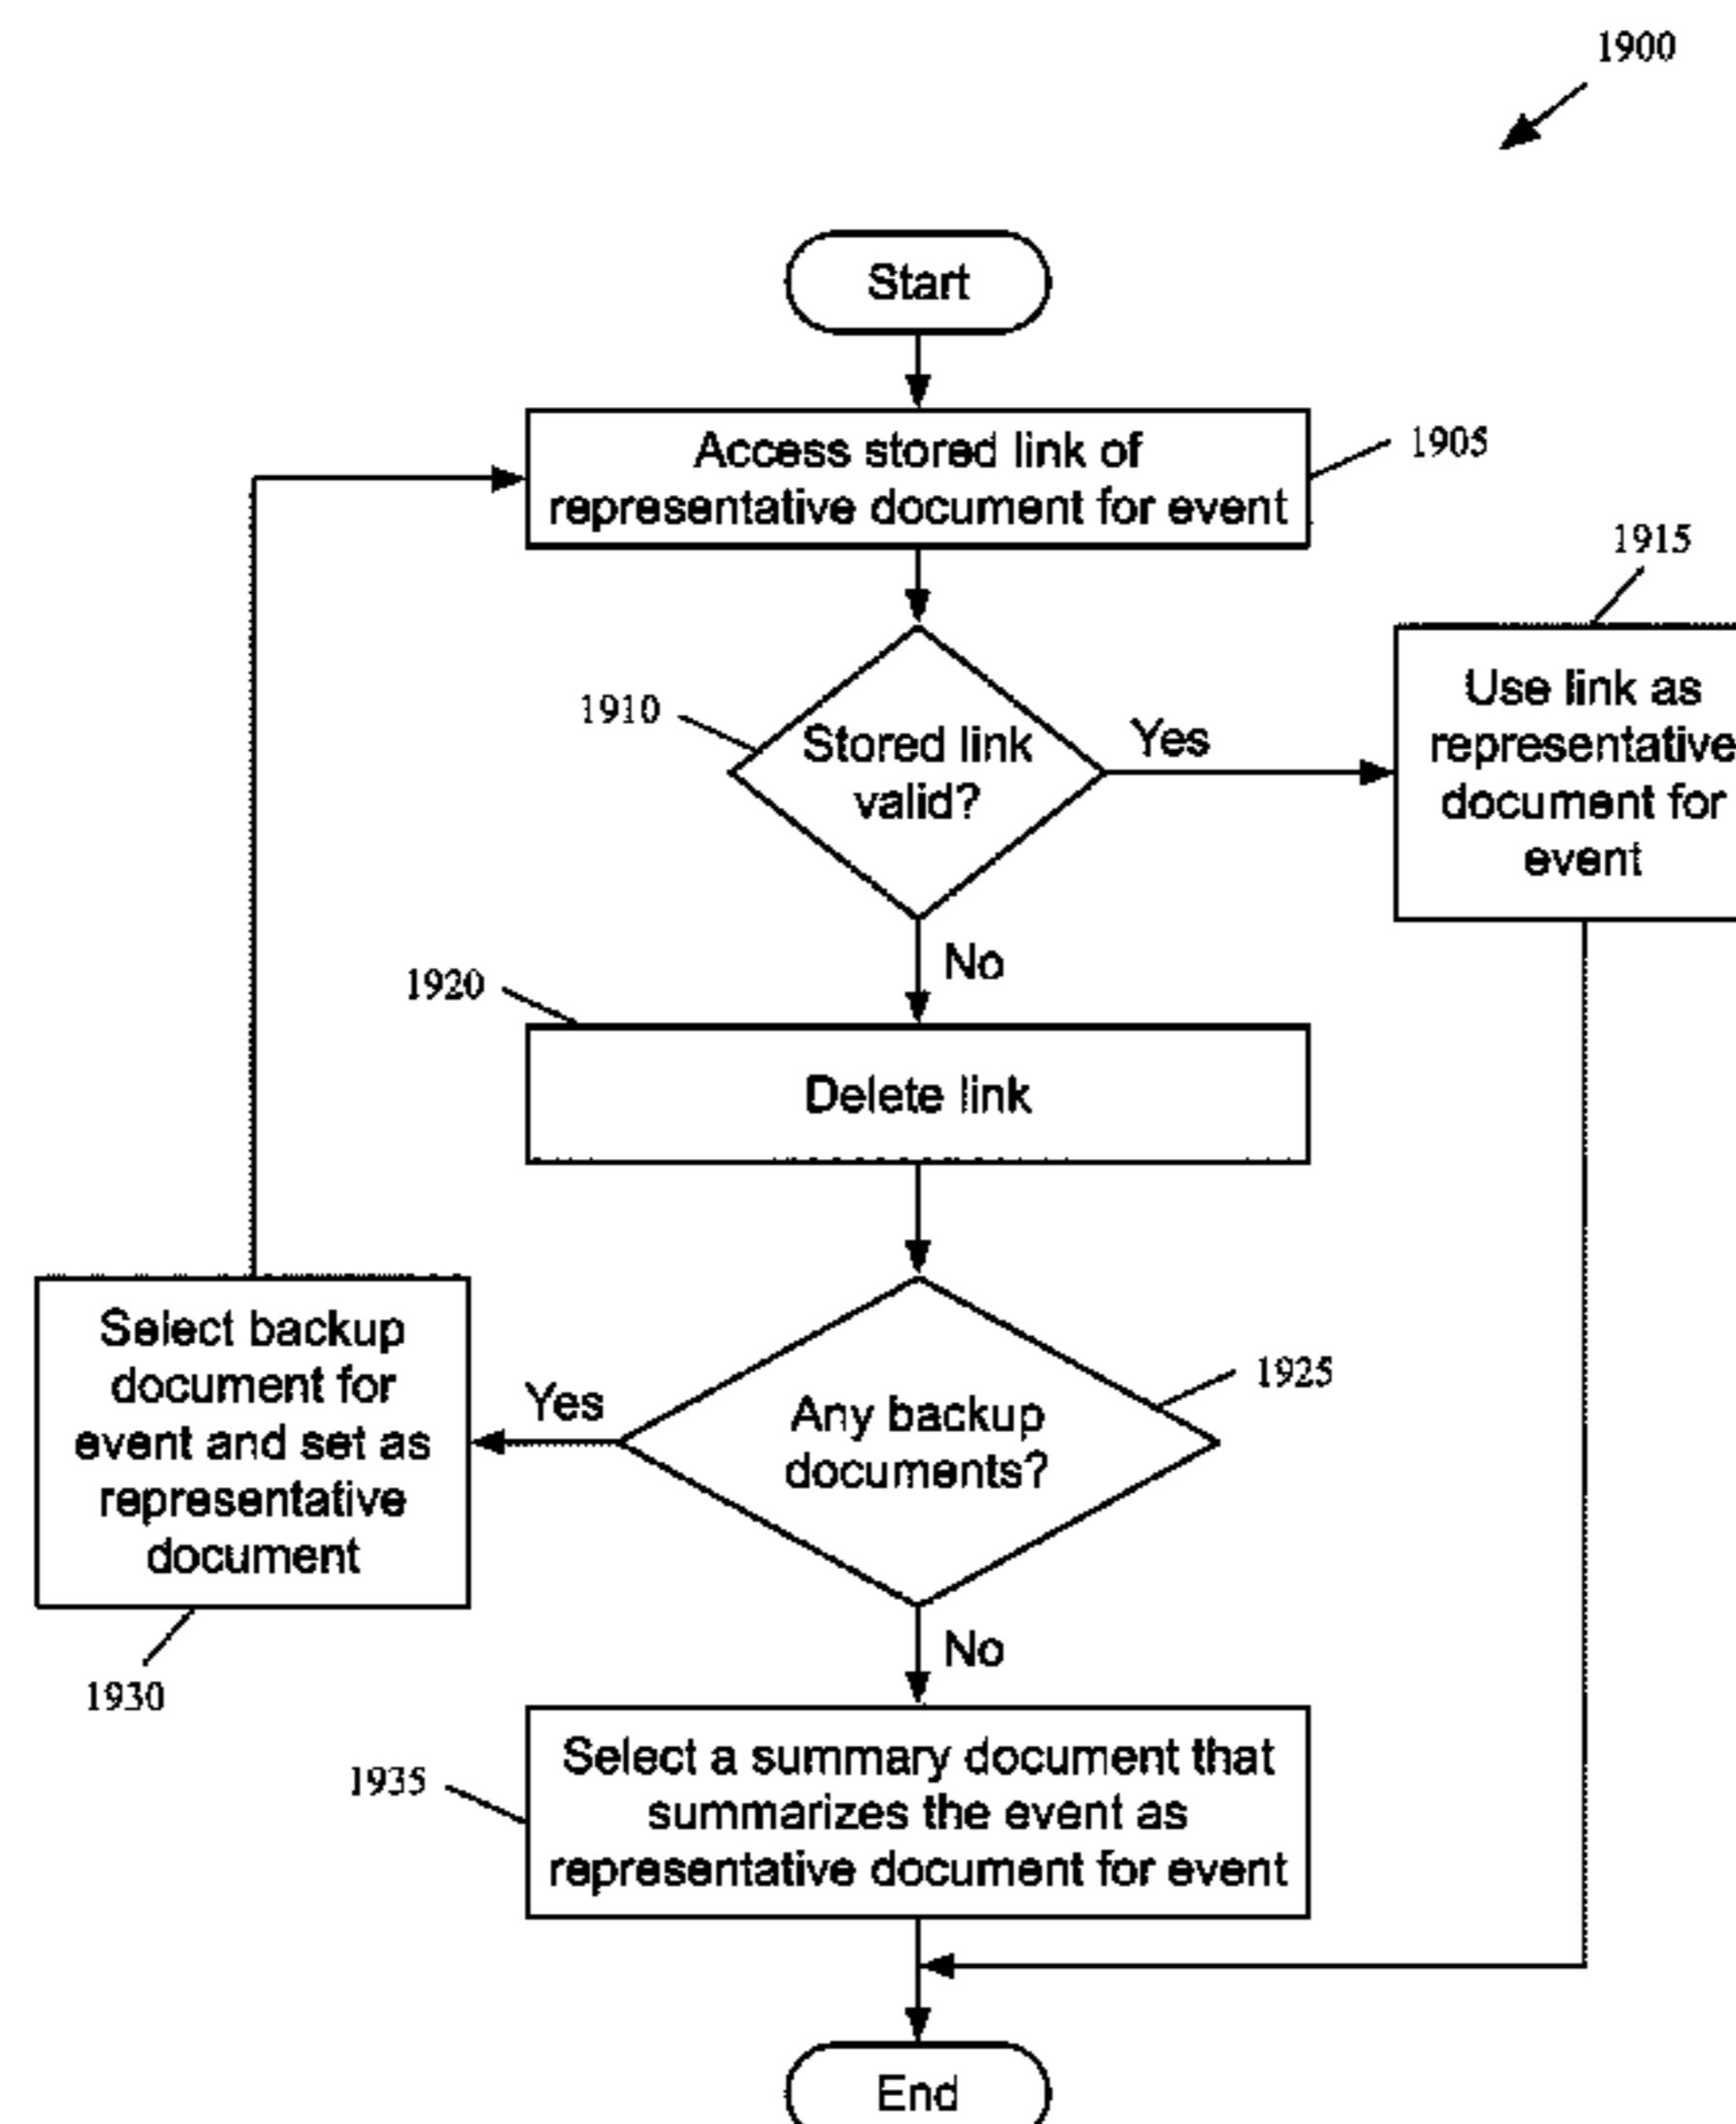 1900
Start
Access stored link of
representative document for event
1905
1915
Use link as
representative
document for
event
1910
Stored link
valid?
Yes
No
1920
Delete link
Select backup
document for
event and set as
representative
document
Yes
1925
Any backup
documents?
1930
No
1935
Select a summary document that
summarizes the event as
representative document for event
End